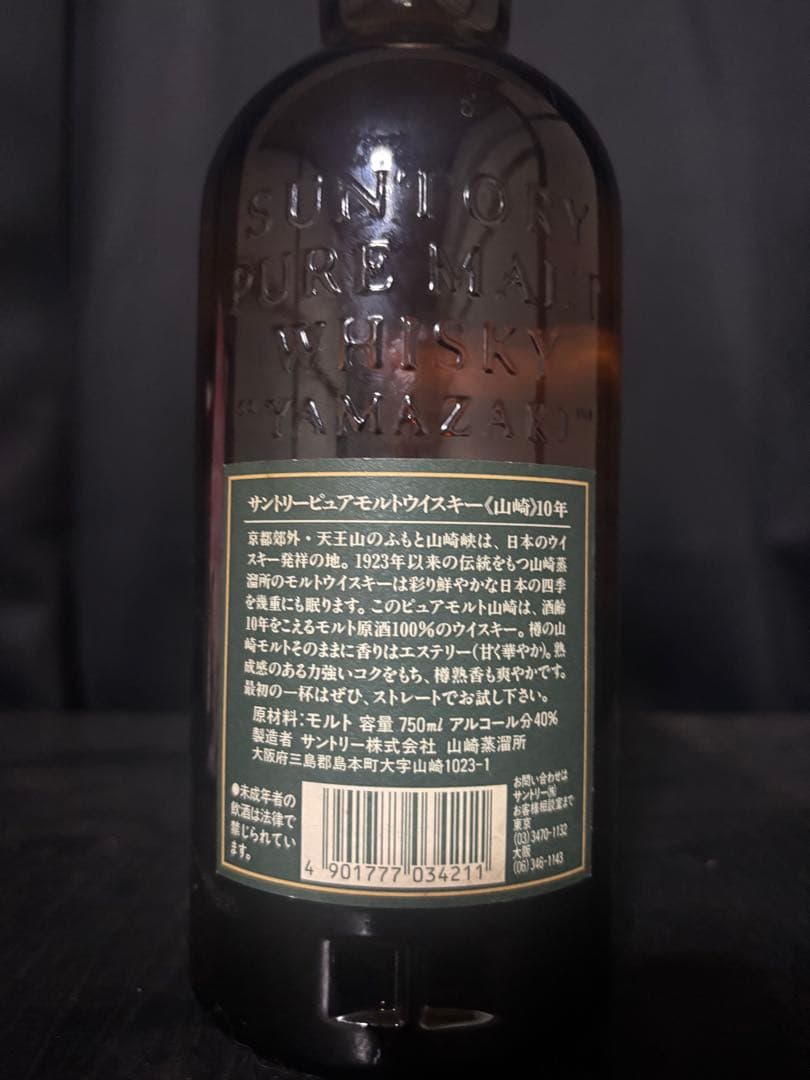 SUNTORY
PURE MALT
WHISKY
"YAMAZAKI"
サントリーピュアモルトウイスキー《山崎》10年
京都郊外・天王山のふもと山崎峡は、日本のウイ
スキー発祥の地。1923年以来の伝統をもつ山崎蒸
溜所のモルトウイスキーは彩り鮮やかな日本の四季
を幾重にも眠ります。このピュアモルト山崎は、酒齢
10年をこえるモルト原酒100%のウイスキー。樽の山
崎モルトそのままに香りはエステリー(甘く華やか)。熟
成感のある力強いコクをもち、樽熟香も爽やかです。
最初の一杯はぜひ、ストレートでお試し下さい。
原材料:モルト 容量 750ml アルコール分40%
製造者 サントリー株式会社 山崎蒸溜所
大阪府三島郡島本町大字山崎1023-1
●未成年者の
飲酒は法律で
禁じられてい
ます。
4 901777 034211
お問い合わせは
サントリー㈱
お客様相談室まで
東京
(03)3470-1132
大阪
(06)346-1143